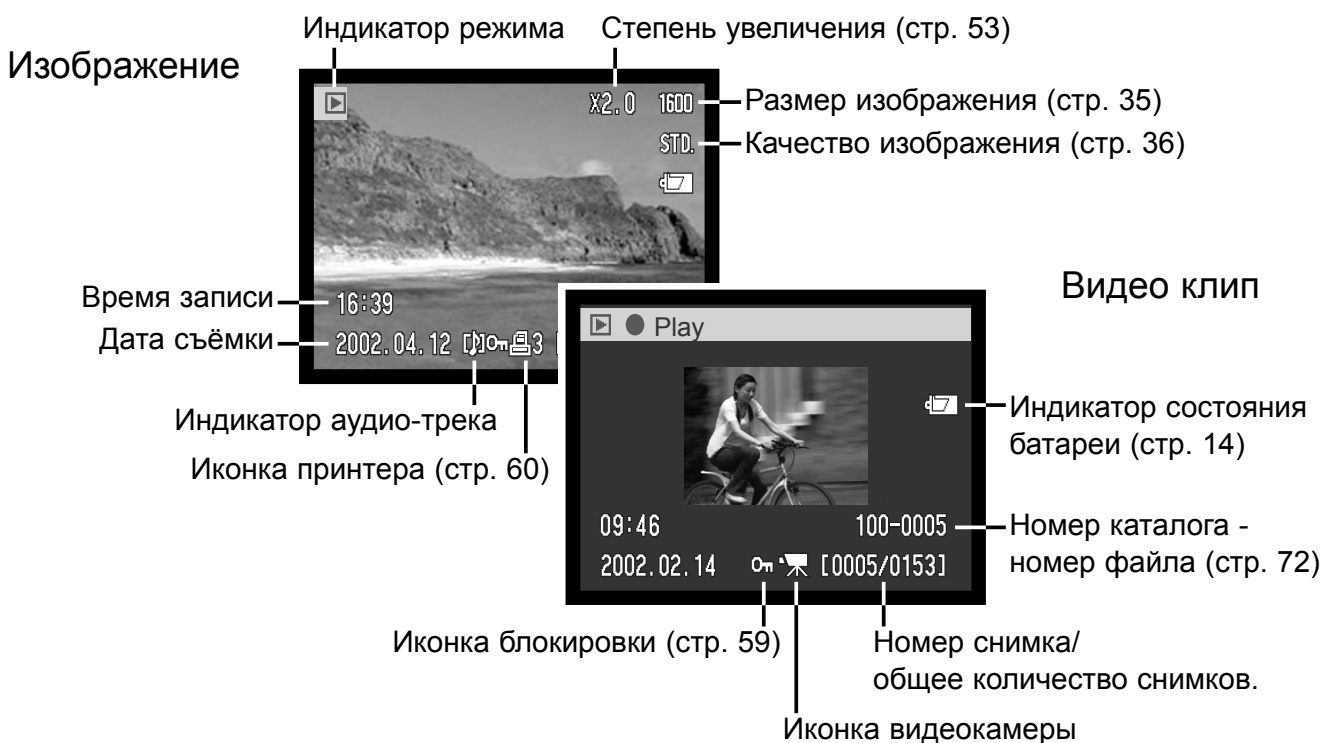 Индикатор режима
Степень увеличения (стр. 53)
Изображение
X2.0 1600
Размер изображения (стр. 35)
STD.
Качество изображения (стр. 36)
Время записи
16:39
Дата съёмки
2002.04.12 3
Индикатор аудио-трека
Иконка принтера (стр. 60)
Видео клип
Play
Индикатор состояния
батареи (стр. 14)
09:46 100-0005
Номер каталога -
номер файла (стр. 72)
2002.02.14 [0005/0153]
Иконка блокировки (стр. 59)
Номер снимка/
общее количество снимков.
Иконка видеокамеры